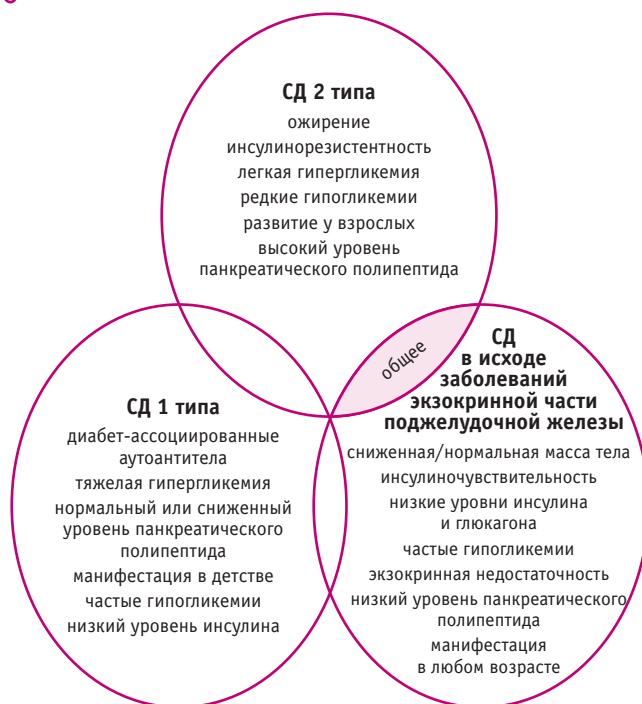 СД 2 типа
ожирение
инсулинорезистентность
легкая гипергликемия
редкие гипогликемии
развитие у взрослых
высокий уровень
панкреатического полипептида
общее
СД 1 типа
диабет-ассоциированные
аутоантитела
тяжелая гипергликемия
нормальный или сниженный
уровень панкреатического
полипептида
манифестация в детстве
частые гипогликемии
низкий уровень инсулина
СД
в исходе
заболеваний
экзокринной части
поджелудочной железы
сниженная/нормальная масса тела
инсулиночувствительность
низкие уровни инсулина
и глюкагона
частые гипогликемии
экзокринная недостаточность
низкий уровень панкреатического
полипептида
манифестация
в любом возрасте